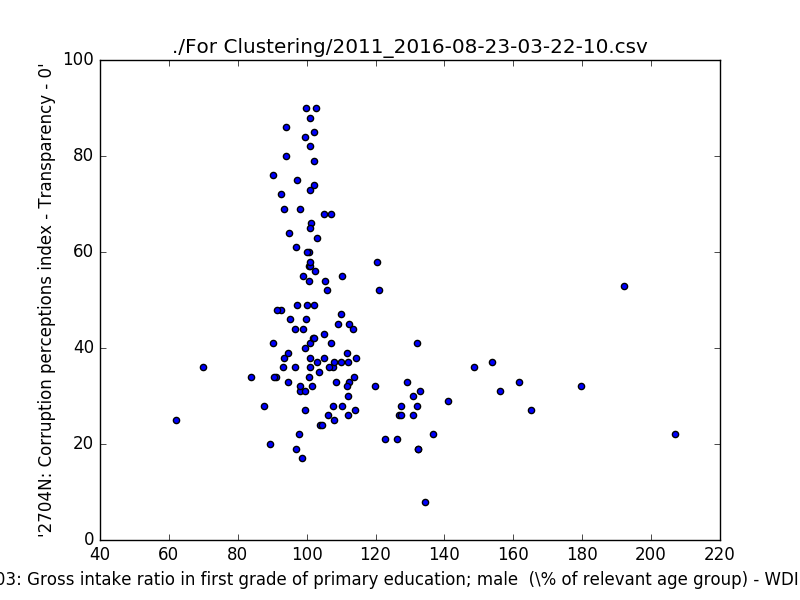 ./For Clustering/2011_2016-08-23-03-22-10.csv
'2704N: Corruption perceptions index - Transparency - 0'
100
80
60
40
20
0
40 60 80 100 120 140 160 180 200 220
03: Gross intake ratio in first grade of primary education; male (\% of relevant age group) - WDI